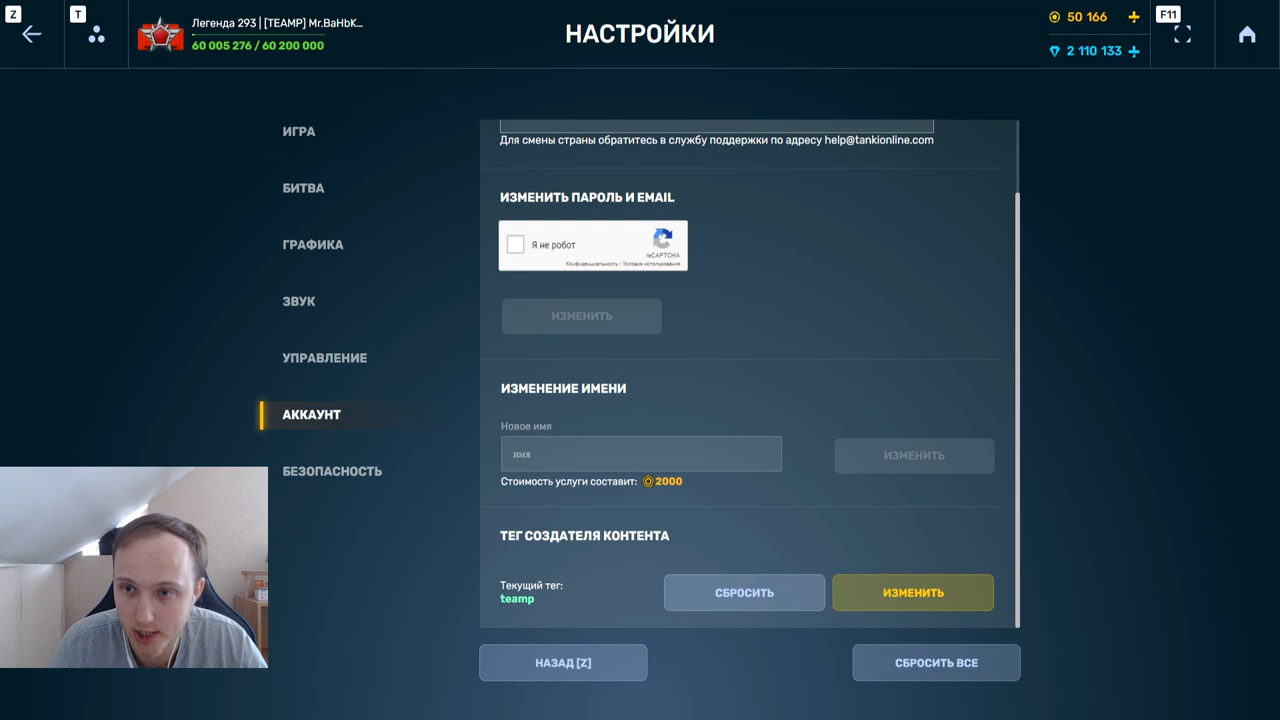 Z
T
Легенда 293 | [TEAMP] Mr.BaHbK...
60 005 276 / 60 200 000
НАСТРОЙКИ
50 166
F11
2 110 133
ИГРА
БИТВА
ГРАФИКА
ЗВУК
УПРАВЛЕНИЕ
АККАУНТ
БЕЗОПАСНОСТЬ
Для смены страны обратитесь в службу поддержки по адресу help@tankionline.com
ИЗМЕНИТЬ ПАРОЛЬ И EMAIL
Я не робот
reCAPTCHA
Конфиденциальность - Условия использования
ИЗМЕНИТЬ
ИЗМЕНЕНИЕ ИМЕНИ
Новое имя
имя
ИЗМЕНИТЬ
Стоимость услуги составит: 2000
ТЕГ СОЗДАТЕЛЯ КОНТЕНТА
Текущий тег:
teamp
СБРОСИТЬ
ИЗМЕНИТЬ
НАЗАД [Z]
СБРОСИТЬ ВСЕ